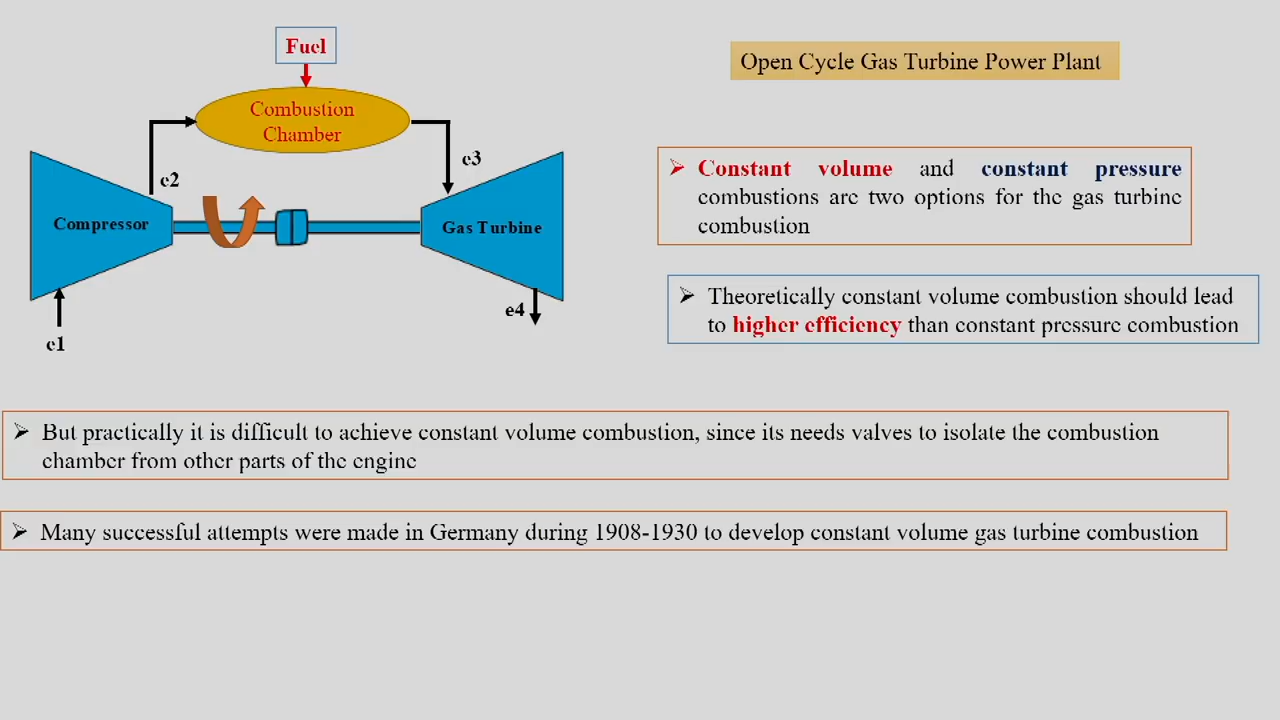 Fuel
Combustion
Chamber
e2
e3
Compressor
Gas Turbine
e1
e4
Open Cycle Gas Turbine Power Plant
➢ Constant volume and constant pressure
combustions are two options for the gas turbine
combustion
➢ Theoretically constant volume combustion should lead
to higher efficiency than constant pressure combustion
➢ But practically it is difficult to achieve constant volume combustion, since its needs valves to isolate the combustion
chamber from other parts of the engine
➢ Many successful attempts were made in Germany during 1908-1930 to develop constant volume gas turbine combustion